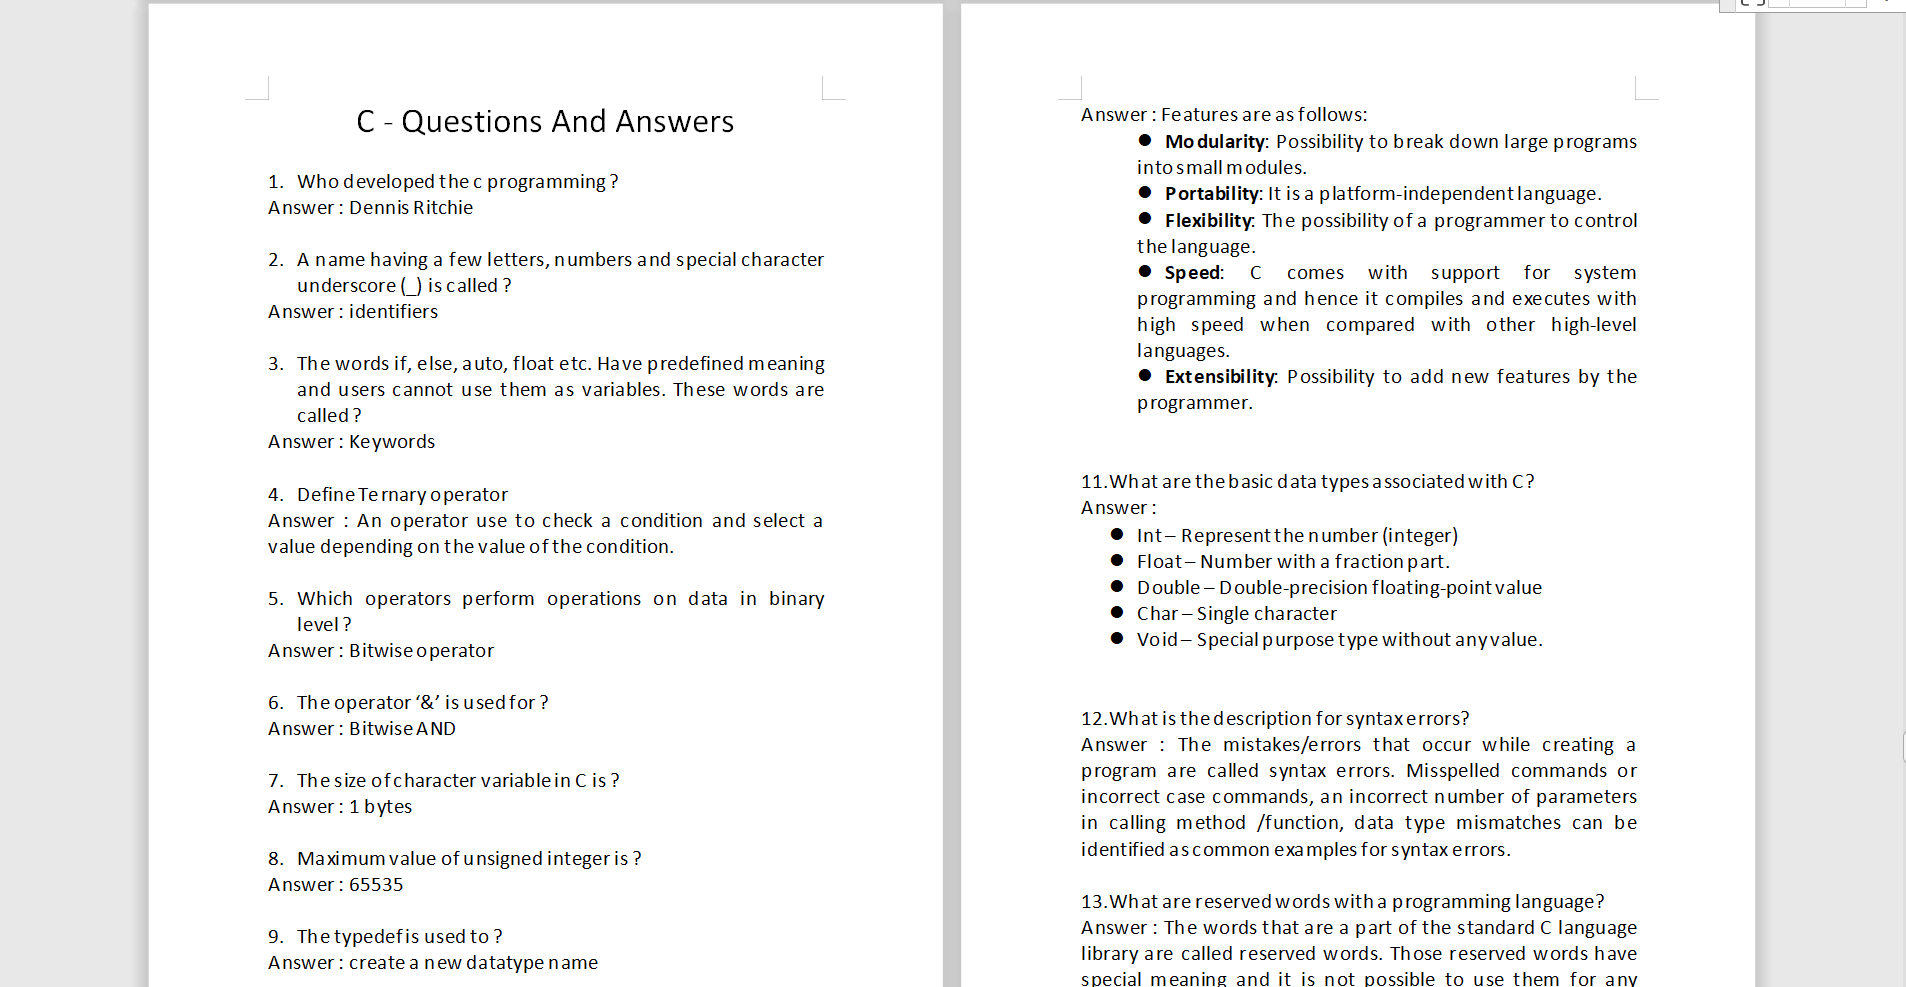 C - Questions And Answers
1. Who developed the c programming ?
Answer : Dennis Ritchie
2. A name having a few letters, numbers and special character
underscore (_) is called ?
Answer : identifiers
3. The words if, else, auto, float etc. Have predefined meaning
and users cannot use them as variables. These words are
called ?
Answer : Keywords
4. Define Ternary operator
Answer : An operator use to check a condition and select a
value depending on the value of the condition.
5. Which operators perform operations on data in binary
level ?
Answer : Bitwise operator
6. The operator ‘&’ is used for ?
Answer : Bitwise AND
7. The size of character variable in C is ?
Answer : 1 bytes
8. Maximum value of unsigned integer is ?
Answer : 65535
9. The typedef is used to ?
Answer : create a new datatype name
Answer : Features are as follows:
● Modularity: Possibility to break down large programs
into small modules.
● Portability: It is a platform-independent language.
● Flexibility: The possibility of a programmer to control
the language.
● Speed: C comes with support for system
programming and hence it compiles and executes with
high speed when compared with other high-level
languages.
● Extensibility: Possibility to add new features by the
programmer.
11.What are the basic data types associated with C?
Answer :
● Int – Represent the number (integer)
● Float – Number with a fraction part.
● Double – Double-precision floating-point value
● Char – Single character
● Void – Special purpose type without any value.
12.What is the description for syntax errors?
Answer : The mistakes/errors that occur while creating a
program are called syntax errors. Misspelled commands or
incorrect case commands, an incorrect number of parameters
in calling method /function, data type mismatches can be
identified as common examples for syntax errors.
13.What are reserved words with a programming language?
Answer : The words that are a part of the standard C language
library are called reserved words. Those reserved words have
special meaning and it is not possible to use them for any